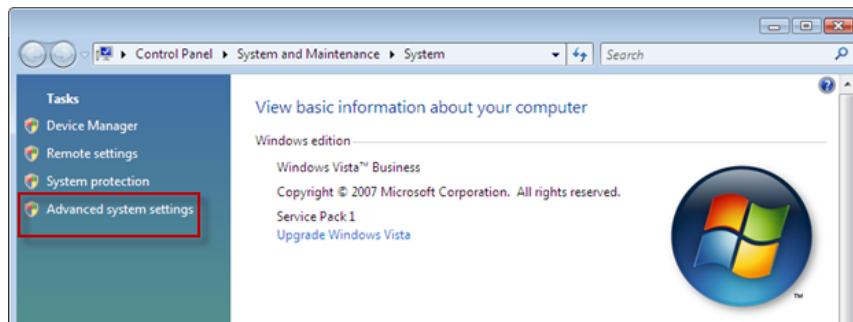 Control Panel ▸ System and Maintenance ▸ System
Search
Tasks
Device Manager
Remote settings
System protection
Advanced system settings
View basic information about your computer
Windows edition
Windows Vista™ Business
Copyright © 2007 Microsoft Corporation. All rights reserved.
Service Pack 1
Upgrade Windows Vista
TM